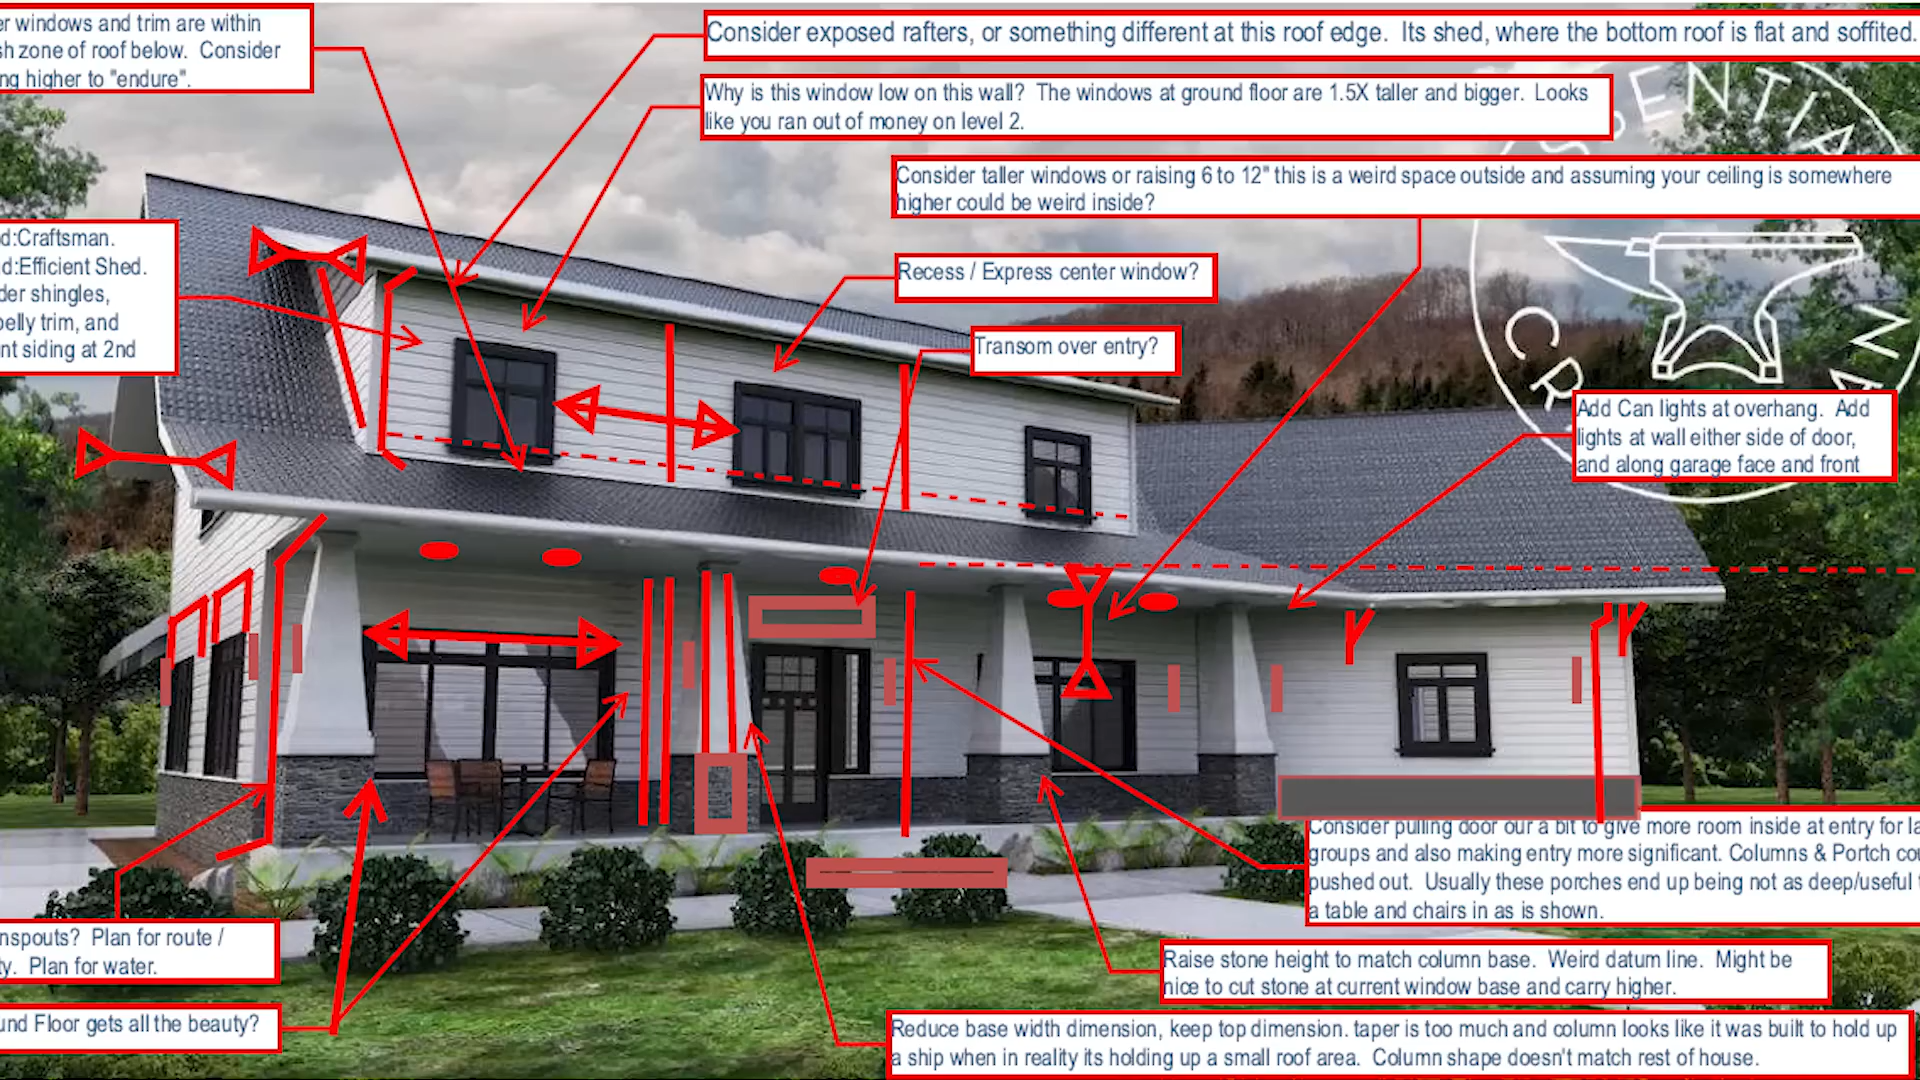 er windows and trim are within
sh zone of roof below. Consider
ng higher to "endure".
Consider exposed rafters, or something different at this roof edge. Its shed, where the bottom roof is flat and soffited.
Why is this window low on this wall? The windows at ground floor are 1.5X taller and bigger. Looks
like you ran out of money on level 2.
Consider taller windows or raising 6 to 12" this is a weird space outside and assuming your ceiling is somewhere
higher could be weird inside?
d:Craftsman.
d:Efficient Shed.
der shingles,
belly trim, and
nt siding at 2nd
Recess / Express center window?
Transom over entry?
Add Can lights at overhang. Add
lights at wall either side of door,
and along garage face and front
Consider pulling door our a bit to give more room inside at entry for la
groups and also making entry more significant. Columns & Portch cou
pushed out. Usually these porches end up being not as deep/useful t
a table and chairs in as is shown.
nspouts? Plan for route /
ty. Plan for water.
Raise stone height to match column base. Weird datum line. Might be
nice to cut stone at current window base and carry higher.
und Floor gets all the beauty?
Reduce base width dimension, keep top dimension. taper is too much and column looks like it was built to hold up
a ship when in reality its holding up a small roof area. Column shape doesn't match rest of house.